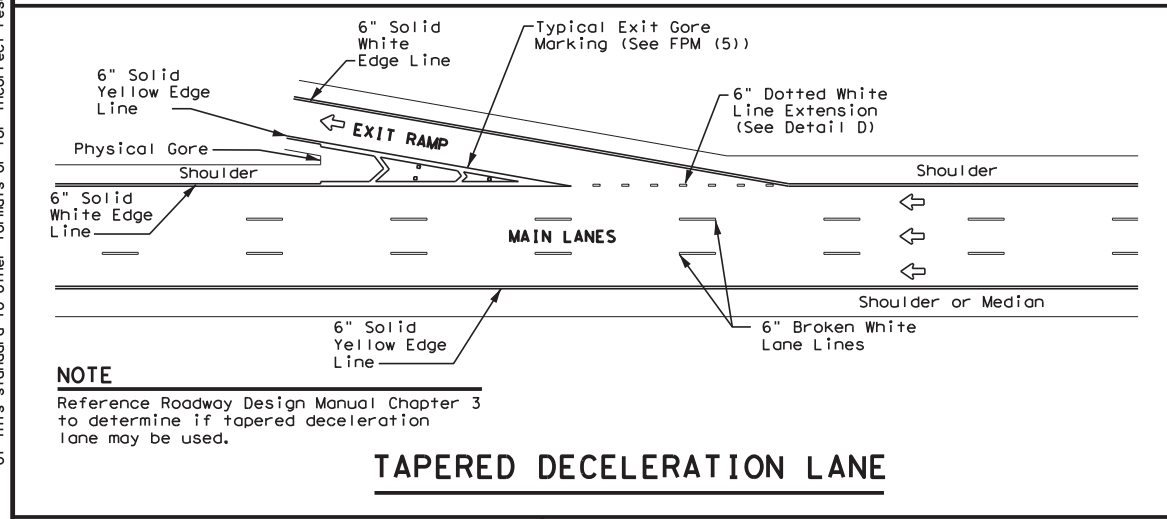 6" Solid
White
Edge Line
Typical Exit Gore
Marking (See FPM (5))
6" Solid
Yellow Edge
Line
6" Dotted White
Line Extension
(See Detail D)
EXIT RAMP
Physical Gore
Shoulder
Shoulder
6" Solid
White Edge
Line
MAIN LANES
Shoulder or Median
6" Solid
Yellow Edge
Line
6" Broken White
Lane Lines
NOTE
Reference Roadway Design Manual Chapter 3
to determine if tapered deceleration
lane may be used.
TAPERED DECELERATION LANE